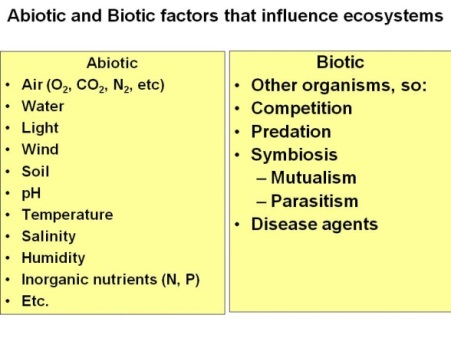 Abiotic and Biotic factors that influence ecosystems
Abiotic
• Air (O₂, CO₂, N₂, etc)
• Water
• Light
• Wind
• Soil
• pH
• Temperature
• Salinity
• Humidity
• Inorganic nutrients (N, P)
• Etc.
Biotic
• Other organisms, so:
• Competition
• Predation
• Symbiosis
– Mutualism
– Parasitism
• Disease agents